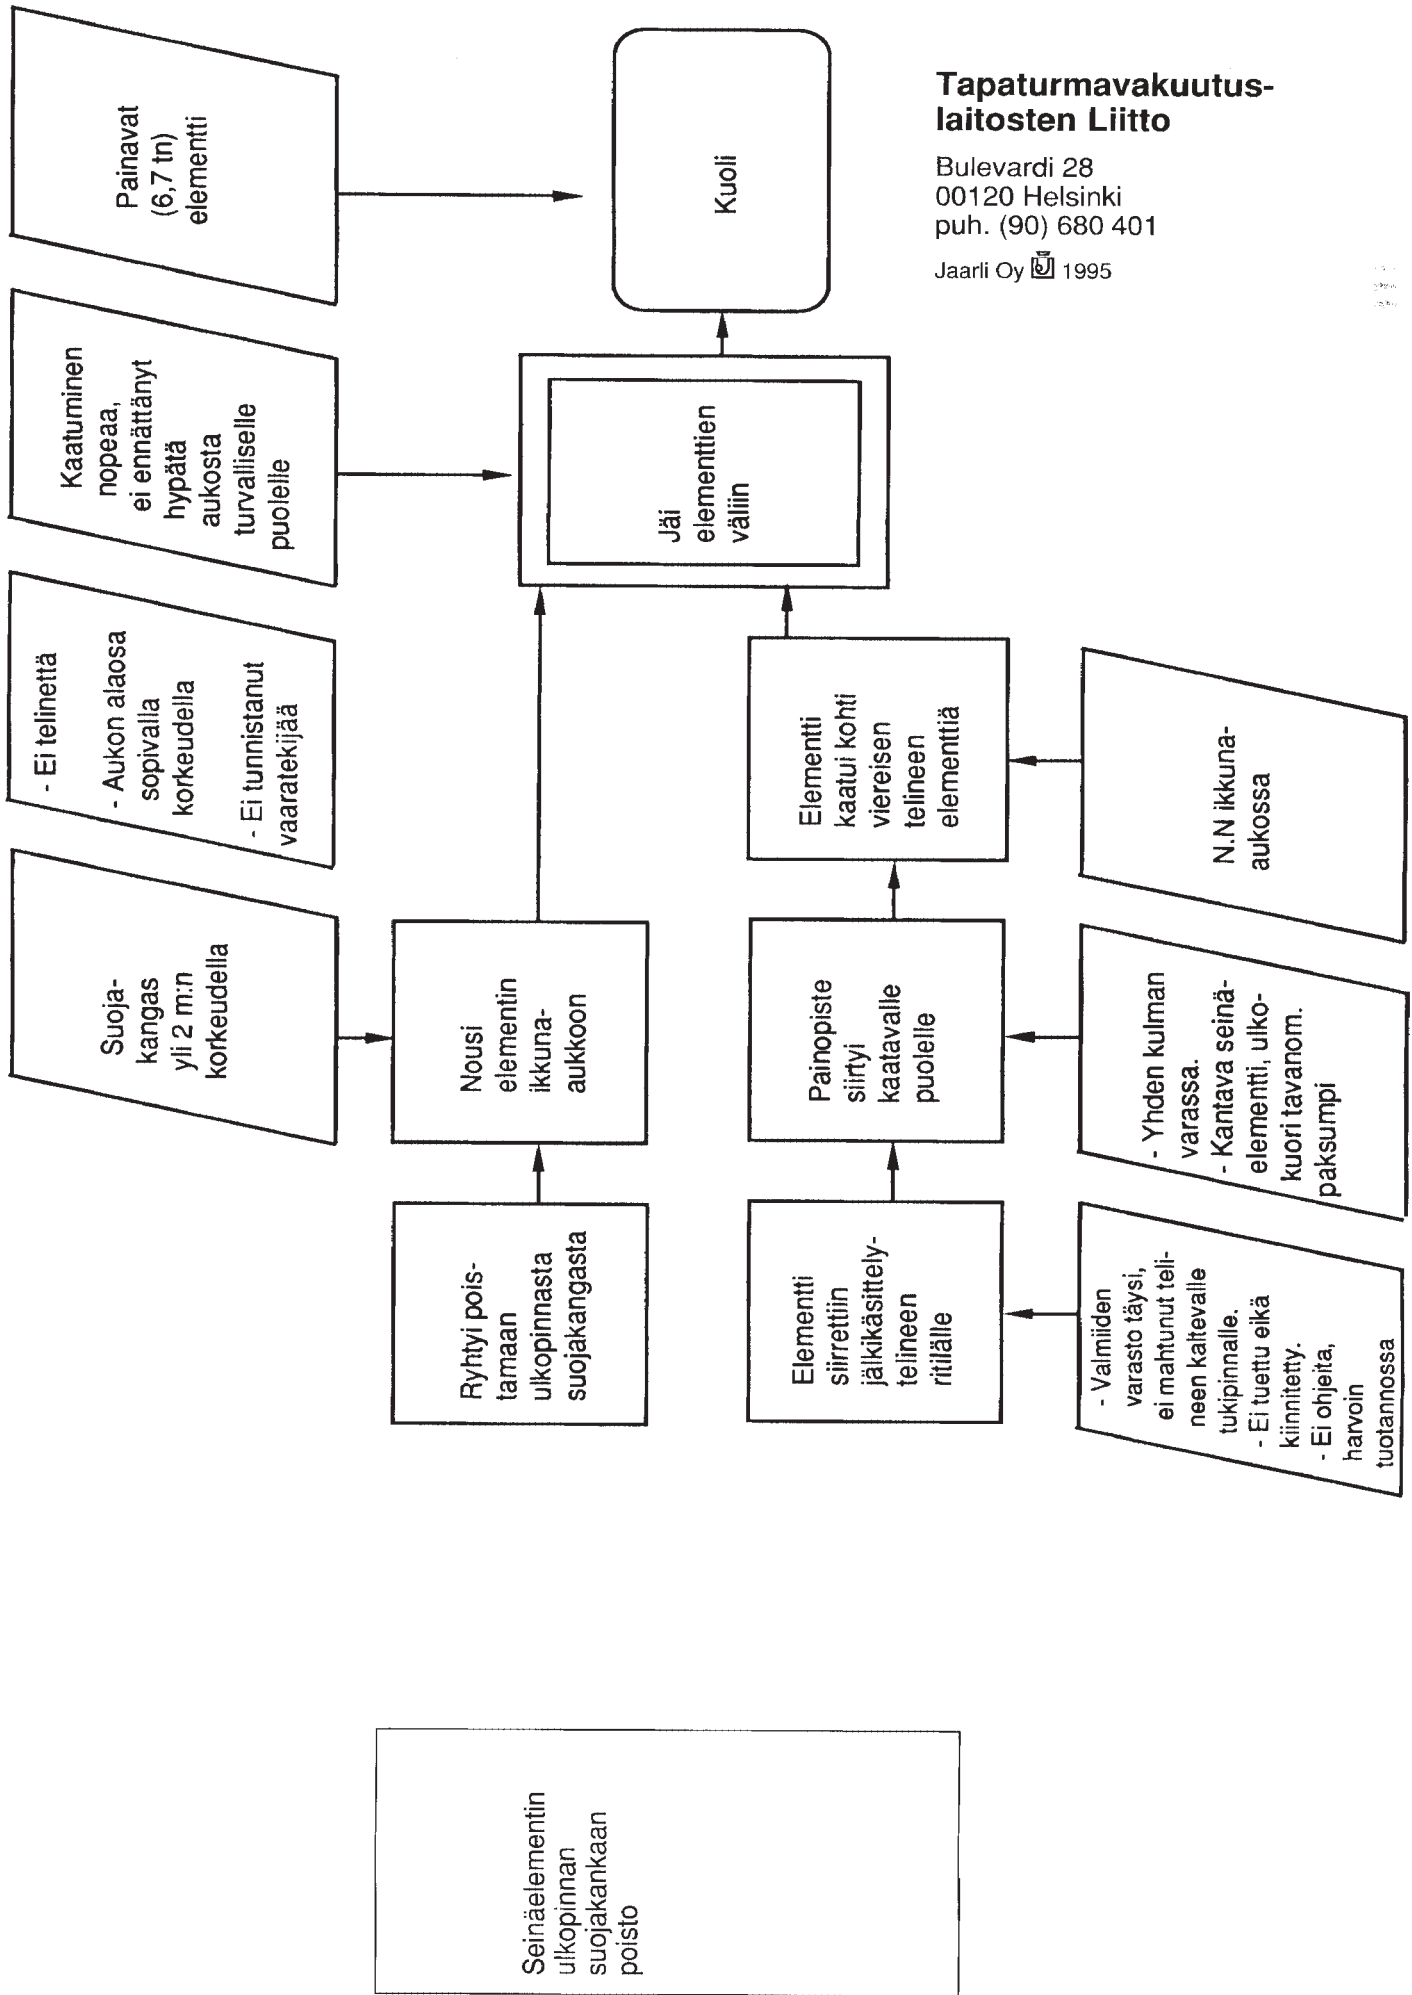 Seinäelementin
ulkopinnan
suojakankaan
poisto
Suoja-
kangas
yli 2 m:n
korkeudella
- Ei telinettä
- Aukon alaosa
sopivalla
korkeudella
- Ei tunnistanut
vaaratekijää
Kaatuminen
nopeaa,
ei ennättänyt
hypätä
aukosta
turvalliselle
puolelle
Painavat
(6,7 tn)
elementti
Ryhtyi pois-
tamaan
ulkopinnasta
suojakangasta
Nousi
elementin
ikkuna-
aukkoon
Jäi
elementtien
väliin
Kuoli
Elementti
siirrettiin
jälkikäsittely-
telineen
ritilälle
Painopiste
siirtyi
kaatavalle
puolelle
Elementti
kaatui kohti
viereisen
telineen
elementtiä
- Valmiiden
varasto täysi,
ei mahtunut teli-
neen kaltevalle
tukipinnalle.
- Ei tuettu eikä
kiinnitetty.
- Ei ohjeita,
harvoin
tuotannossa
- Yhden kulman
varassa.
- Kantava seinä-
elementti, ulko-
kuori tavanom.
paksumpi
N.N ikkuna-
aukossa
Tapaturmavakuutus-
laitosten Liitto
Bulevardi 28
00120 Helsinki
puh. (90) 680 401
Jaarli Oy 1995